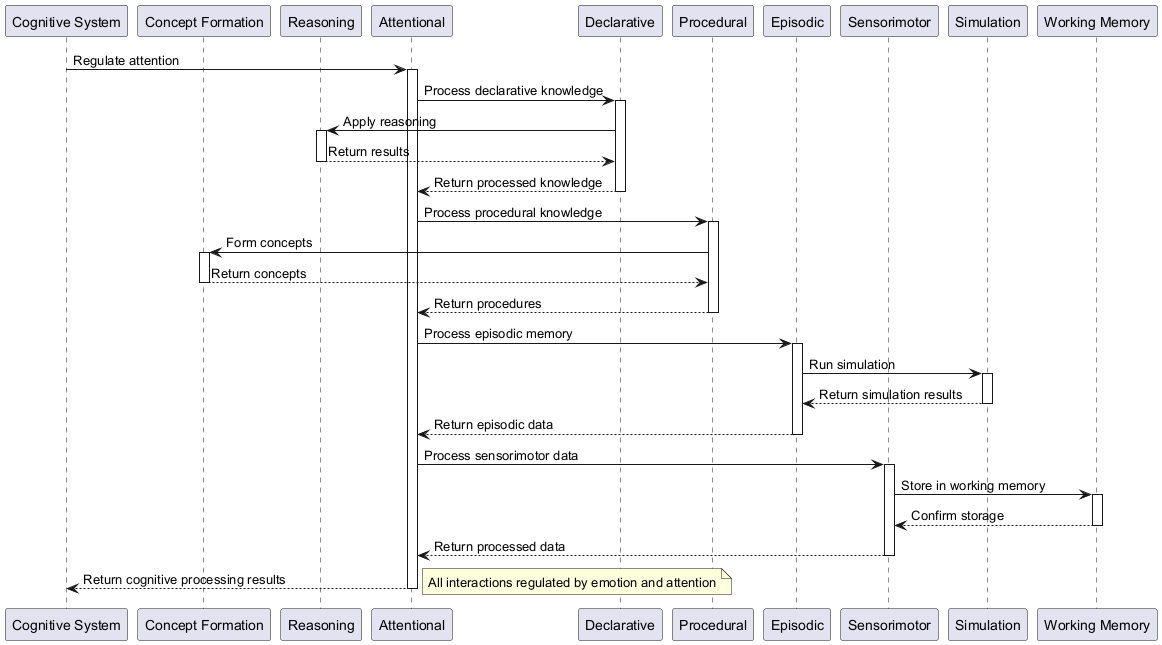 Cognitive System Concept Formation Reasoning Attentional Declarative Procedural Episodic Sensorimotor Simulation Working Memory
Regulate attention
Process declarative knowledge
Apply reasoning
Return results
Return processed knowledge
Process procedural knowledge
Form concepts
Return concepts
Return procedures
Process episodic memory
Run simulation
Return simulation results
Return episodic data
Process sensorimotor data
Store in working memory
Confirm storage
Return processed data
Return cognitive processing results All interactions regulated by emotion and attention
Cognitive System Concept Formation Reasoning Attentional Declarative Procedural Episodic Sensorimotor Simulation Working Memory